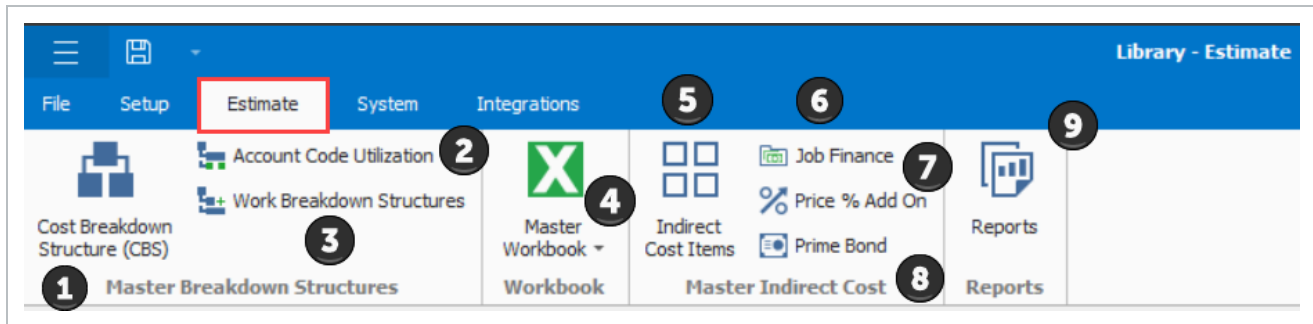 Library - Estimate
File Setup Estimate System Integrations 5 6 9
Account Code Utilization 2 Job Finance 7
Work Breakdown Structures 4 Price % Add On
Cost Breakdown
Structure (CBS)
3
Master
Workbook
Indirect
Cost Items
Prime Bond
Reports
1 Master Breakdown Structures Workbook Master Indirect Cost 8 Reports